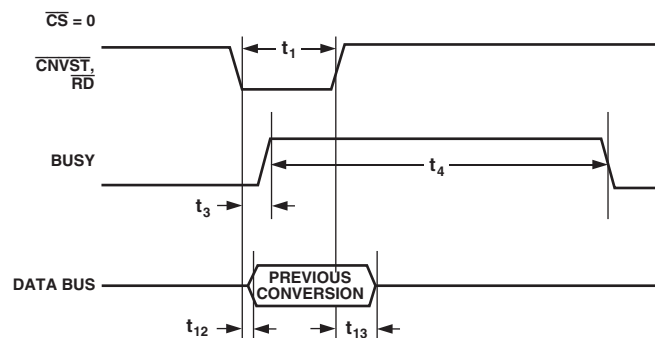 CS = 0
CNVST,
RD
t1
BUSY
t4
t3
DATA BUS
PREVIOUS
CONVERSION
t12
t13